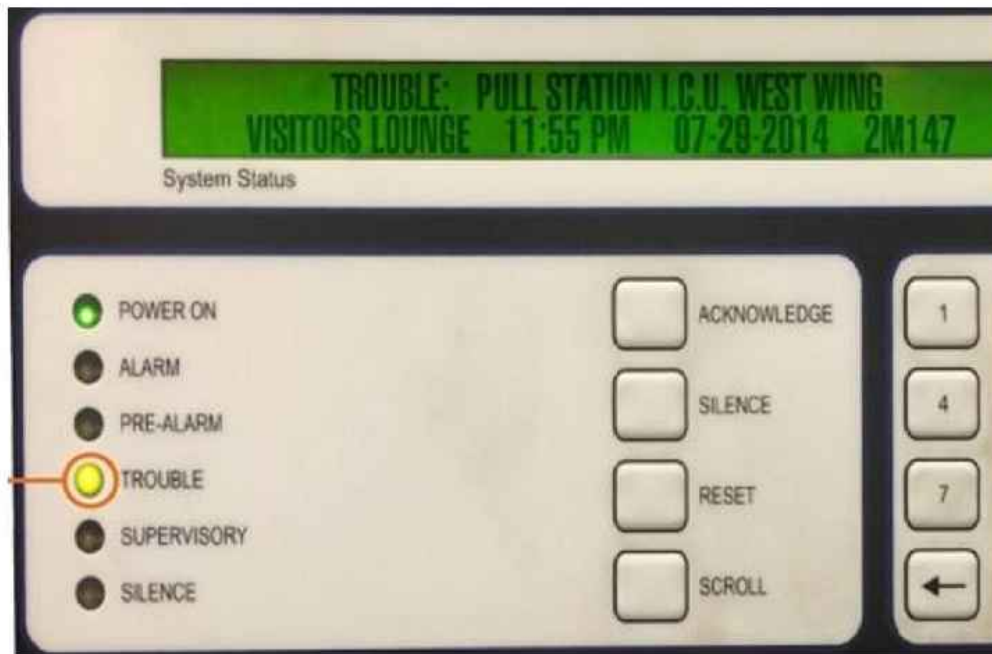 TROUBLE: PULL STATION I.C.U. WEST WING
VISITORS LOUNGE 11:55 PM 07-29-2014 2M147
System Status
POWER ON
ALARM
PRE-ALARM
TROUBLE
SUPERVISORY
SILENCE
ACKNOWLEDGE
SILENCE
RESET
SCROLL
1
4
7
←